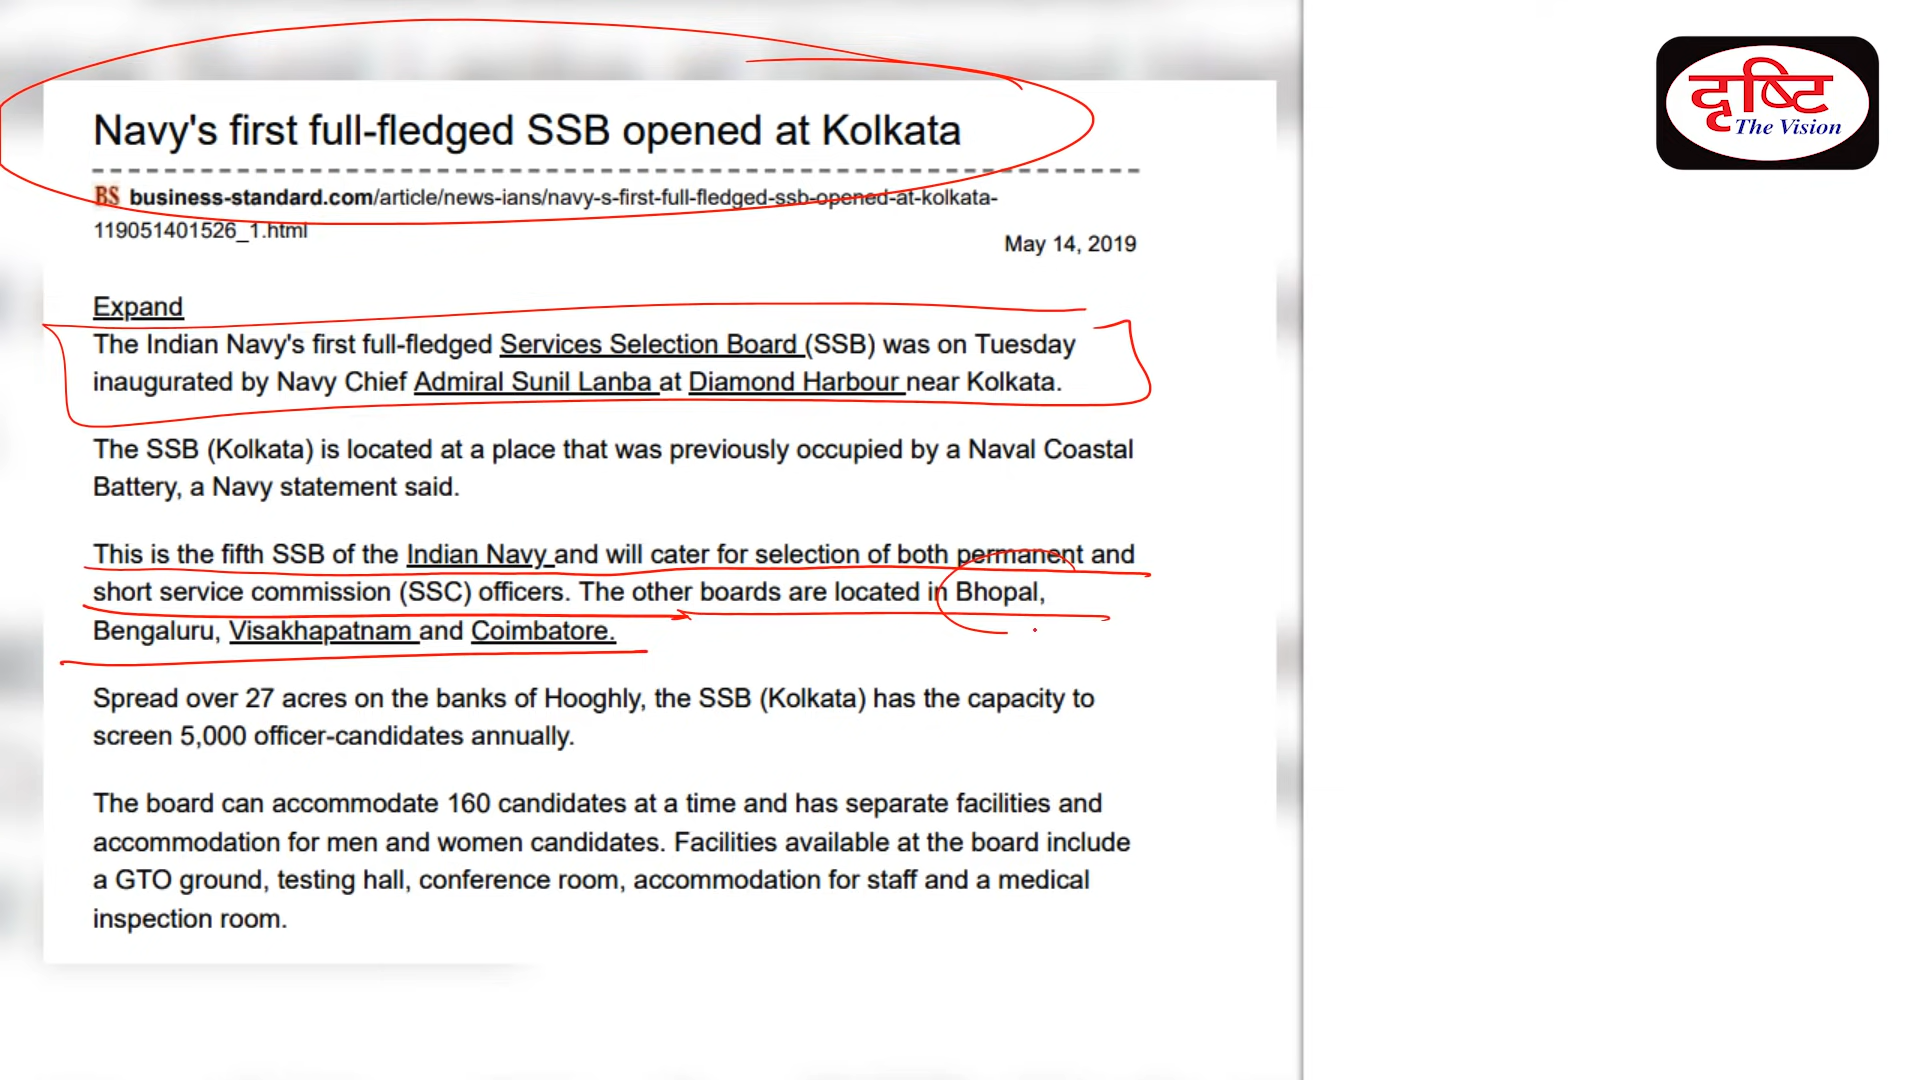 Navy's first full-fledged SSB opened at Kolkata
BS business-standard.com/article/news-ians/navy-s-first-full-fledged-ssb-opened-at-kolkata-
119051401526_1.html
May 14, 2019
Expand
The Indian Navy's first full-fledged Services Selection Board (SSB) was on Tuesday
inaugurated by Navy Chief Admiral Sunil Lanba at Diamond Harbour near Kolkata.
The SSB (Kolkata) is located at a place that was previously occupied by a Naval Coastal
Battery, a Navy statement said.
This is the fifth SSB of the Indian Navy and will cater for selection of both permanent and
short service commission (SSC) officers. The other boards are located in Bhopal,
Bengaluru, Visakhapatnam and Coimbatore.
Spread over 27 acres on the banks of Hooghly, the SSB (Kolkata) has the capacity to
screen 5,000 officer-candidates annually.
The board can accommodate 160 candidates at a time and has separate facilities and
accommodation for men and women candidates. Facilities available at the board include
a GTO ground, testing hall, conference room, accommodation for staff and a medical
inspection room.
दृष्टि
The Vision